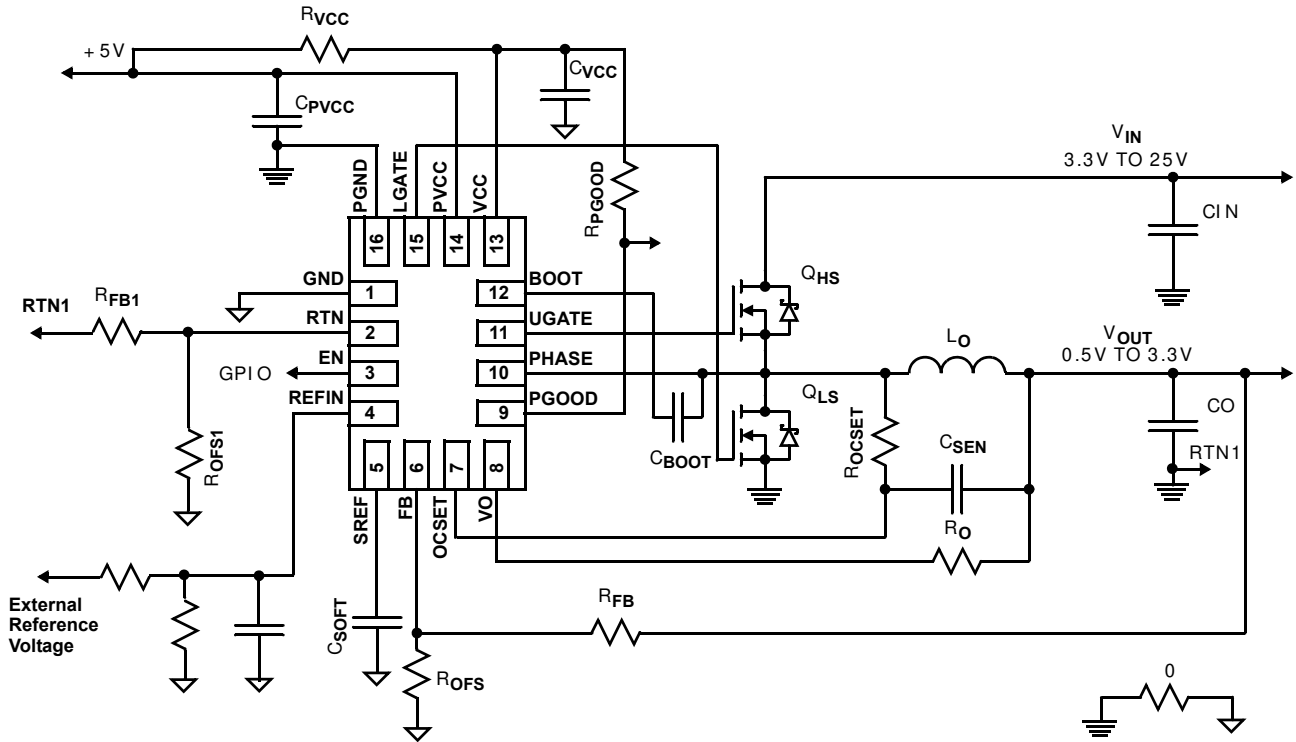 RVCC
+5V
CVCC
CPVCC
VIN
3.3V TO 25V
PGND
LGATE
PVCC
VCC
RPGOOD
CIN
16
15
14
13
GND
1
12
BOOT
QHS
RTN1
RFB1
RTN
2
11
UGATE
LO
VOUT
0.5V TO 3.3V
EN
3
10
PHASE
GPIO
QLS
REFIN
4
9
PGOOD
CO
ROFS1
CBOOT
ROCSET
CSEN
RTN1
5
6
7
8
SREF
FB
OCSET
VO
RO
External
Reference
Voltage
CSOFT
RFB
ROFS
0